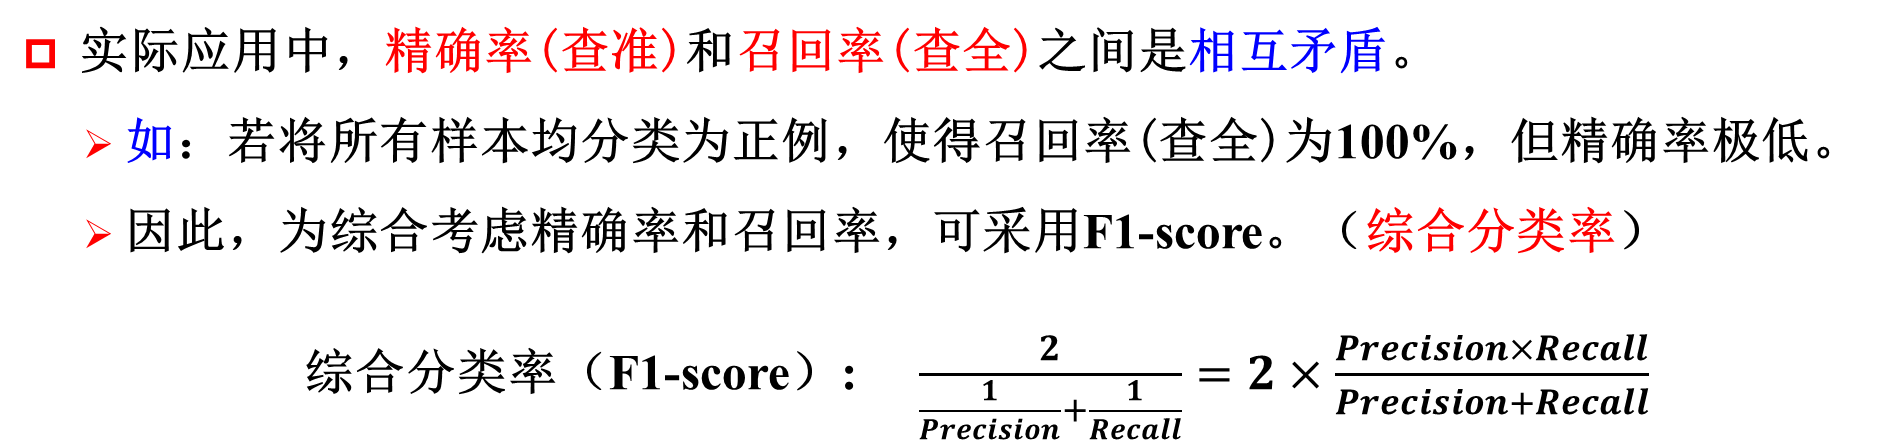 实际应用中，精确率(查准)和召回率(查全)之间是相互矛盾。
如：若将所有样本均分类为正例，使得召回率(查全)为100%，但精确率极低。
因此，为综合考虑精确率和召回率，可采用F1-score。（综合分类率）
综合分类率（F1-score）： \frac{2}{\frac{1}{Precision}+\frac{1}{Recall}} = 2 × \frac{Precision×Recall}{Precision+Recall}